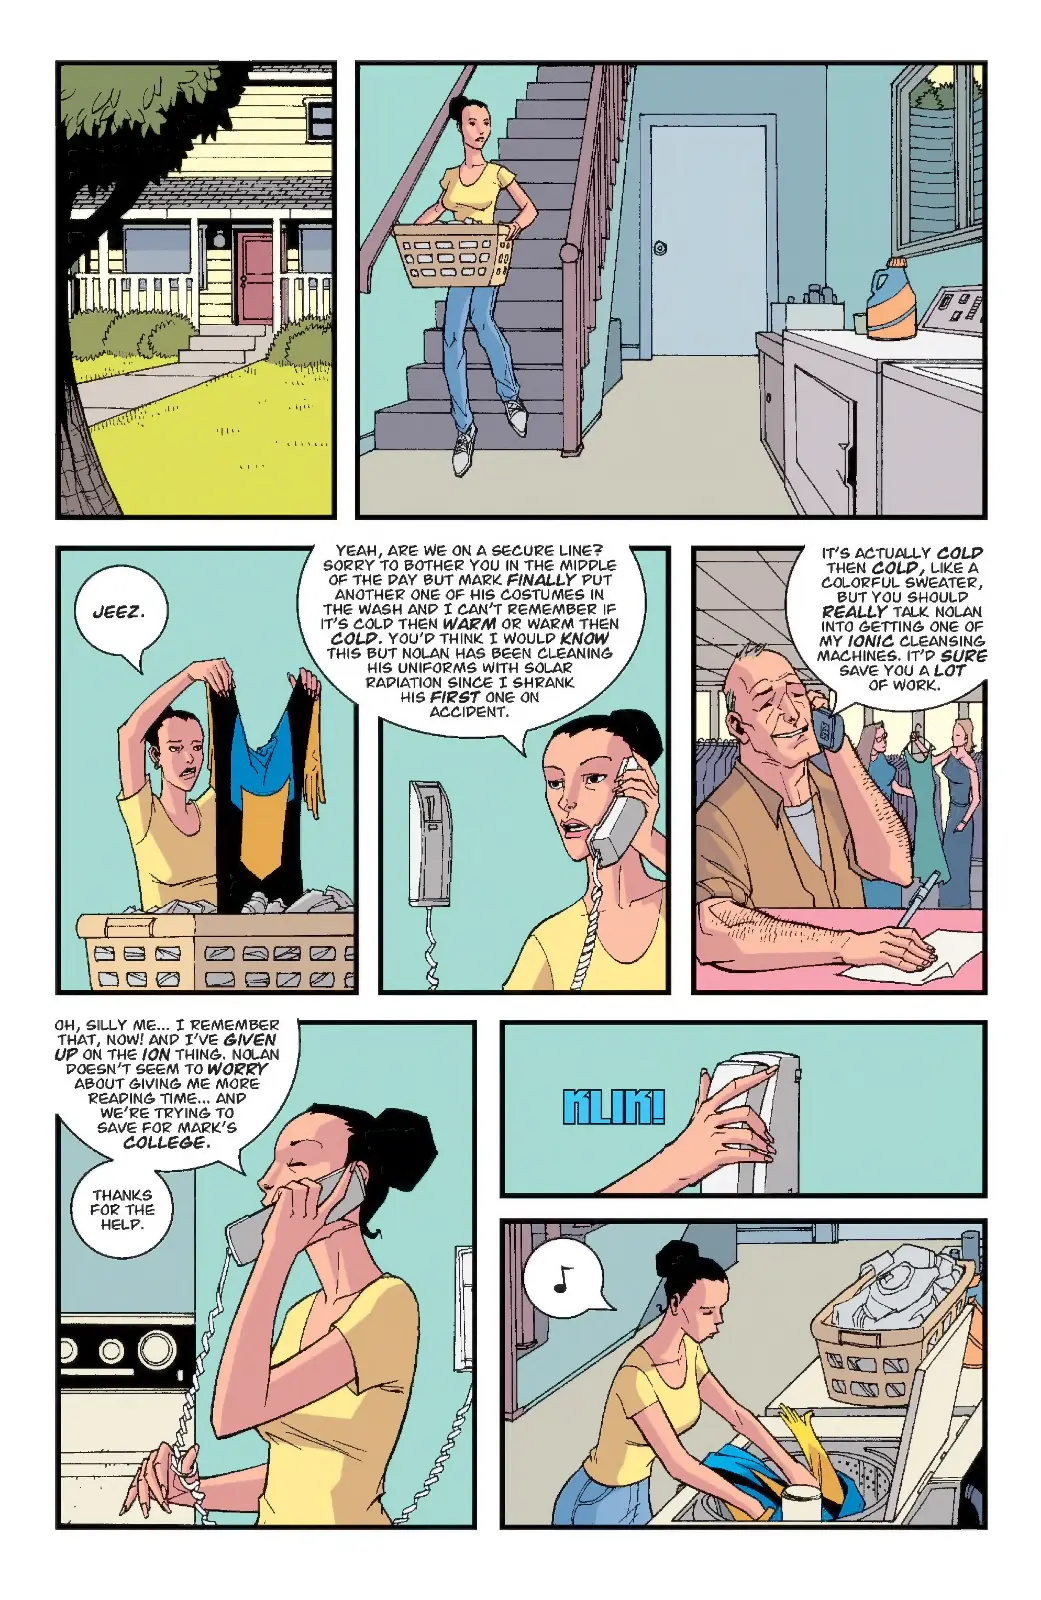 JEEZ.
YEAH, ARE WE ON A SECURE LINE?
SORRY TO BOTHER YOU IN THE MIDDLE
OF THE DAY BUT MARK FINALLY PUT
ANOTHER ONE OF HIS COSTUMES IN
THE WASH AND I CAN'T REMEMBER IF
IT'S COLD THEN WARM OR WARM THEN
COLD. YOU'D THINK I WOULD KNOW
THIS BUT NOLAN HAS BEEN CLEANING
HIS UNIFORMS WITH SOLAR
RADIATION SINCE I SHRANK
HIS FIRST ONE ON
ACCIDENT.
IT'S ACTUALLY COLD
THEN COLD, LIKE A
COLORFUL SWEATER,
BUT YOU SHOULD
REALLY TALK NOLAN
INTO GETTING ONE OF
MY IONIC CLEANSING
MACHINES. IT'D SURE
SAVE YOU A LOT
OF WORK.
OH, SILLY ME... I REMEMBER
THAT, NOW! AND I'VE GIVEN
UP ON THE ION THING. NOLAN
DOESN'T SEEM TO WORRY
ABOUT GIVING ME MORE
READING TIME... AND
WE'RE TRYING TO
SAVE FOR MARK'S
COLLEGE.
THANKS
FOR THE
HELP.
KLIK!